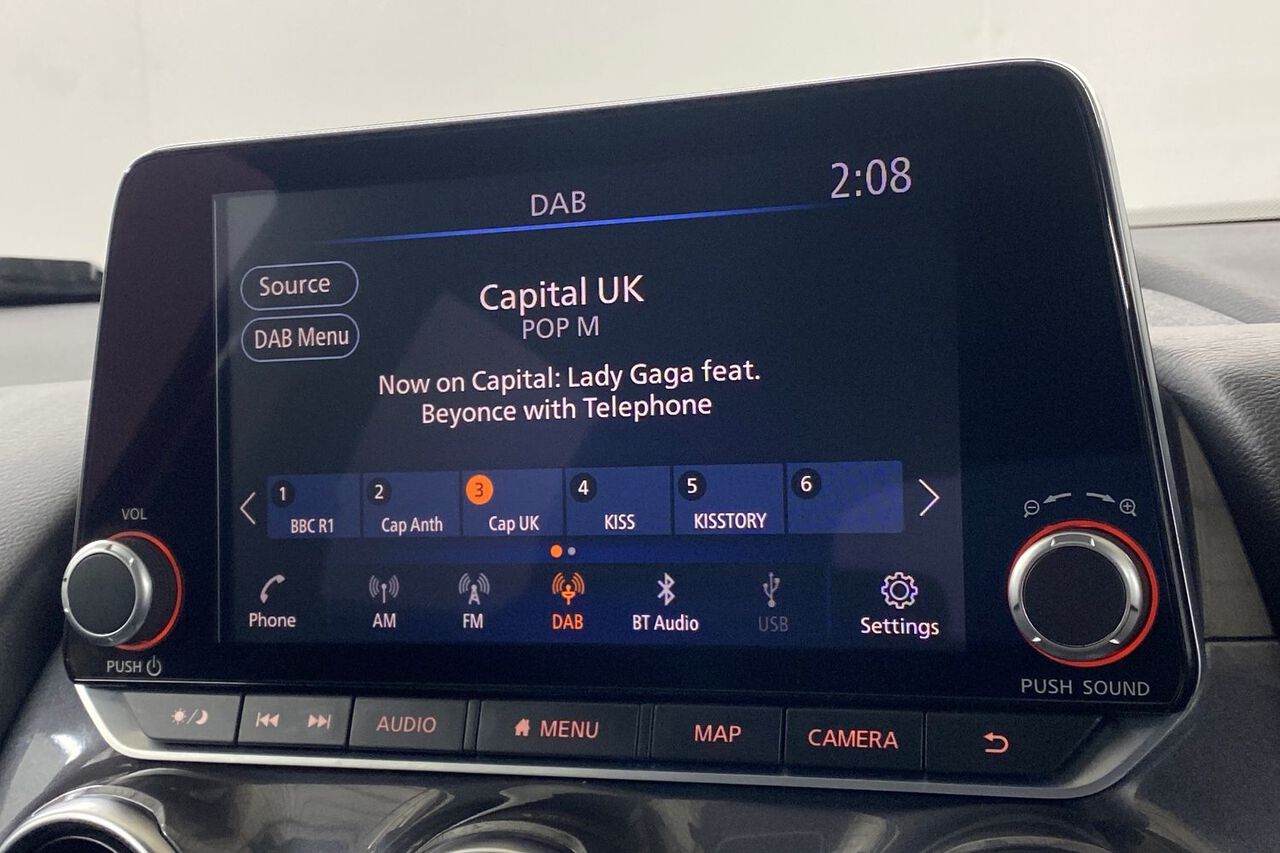 DAB
2:08
Source
DAB Menu
Capital UK
POP M
Now on Capital: Lady Gaga feat.
Beyonce with Telephone
1
BBC R1
2
Cap Anth
3
Cap UK
4
KISS
5
KISSTORY
6
Phone
AM
FM
DAB
BT Audio
USB
Settings
VOL
PUSH
PUSH SOUND
AUDIO
MENU
MAP
CAMERA